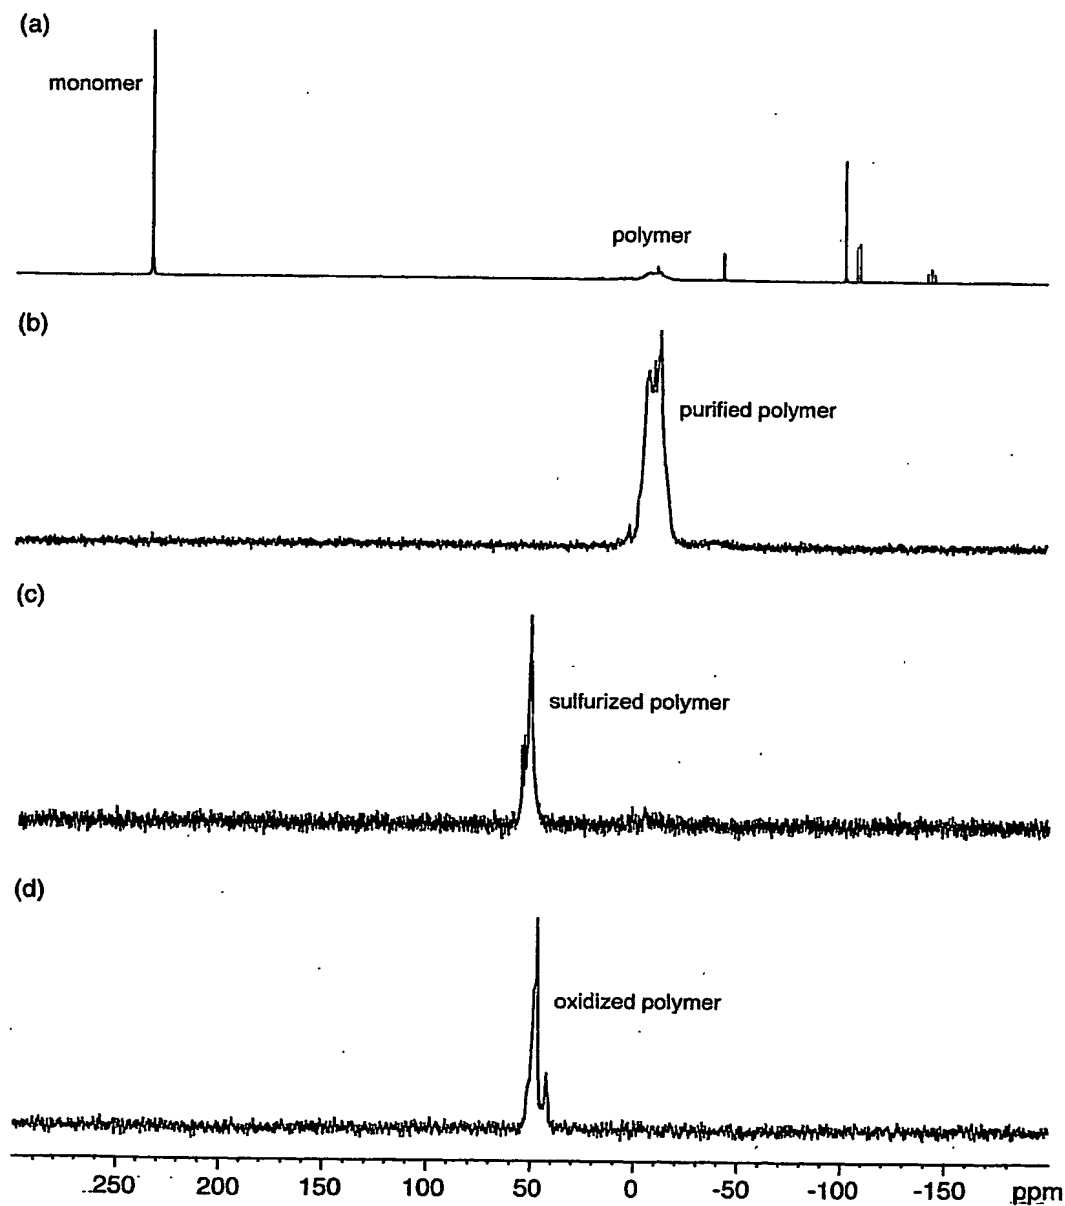 (a)
monomer
polymer
(b)
purified polymer
(c)
sulfurized polymer
(d)
oxidized polymer
250 200 150 100 50 0 -50 -100 -150 ppm